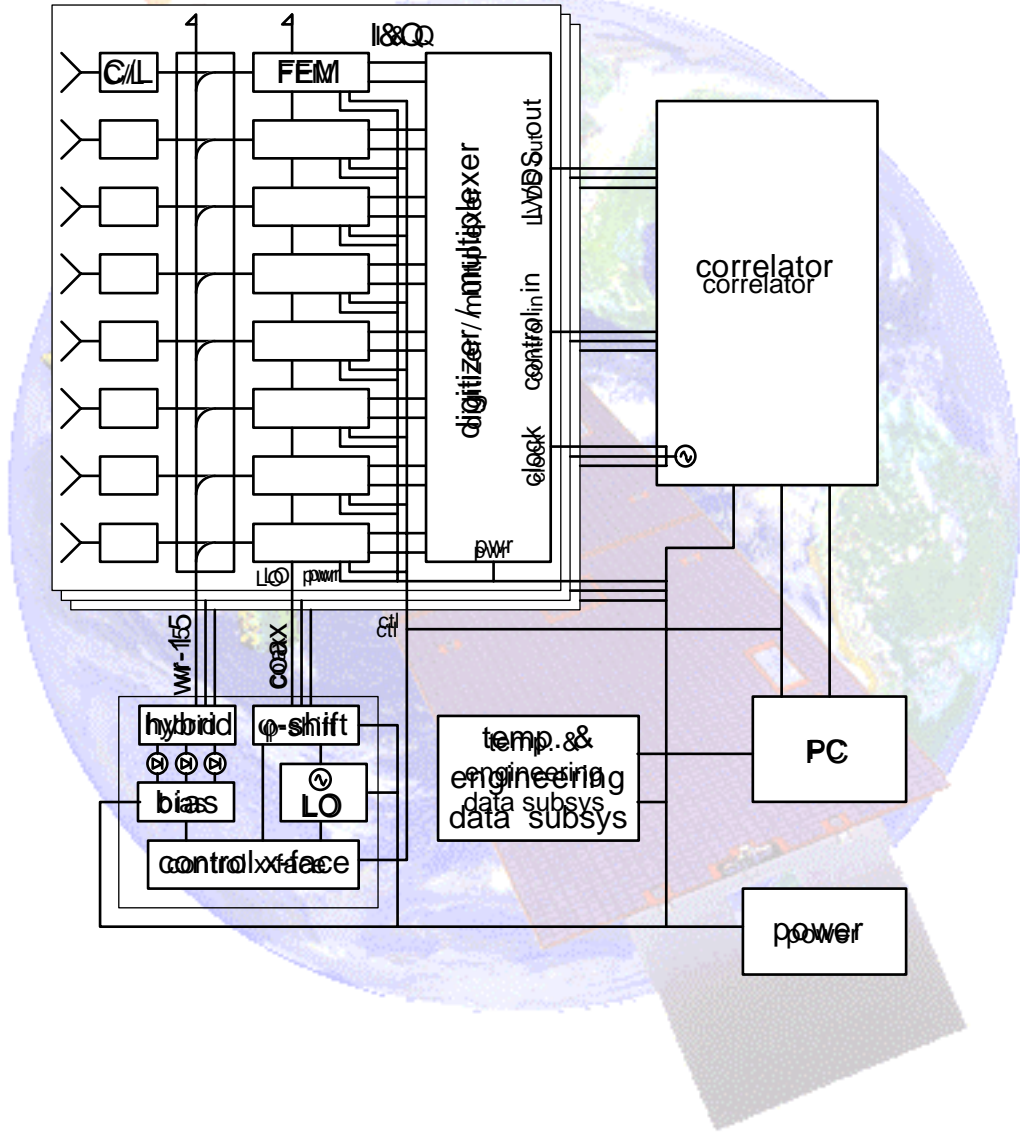 I&Q
C/L
FEM
digitizer/multiplexer
LVDS out
control in
clock
pwr
LO
pwr
ctl
wr-15
coax
correlator
hybrid
φ-shift
bias
LO
control x-face
temp. &
engineering
data subsys
PC
power